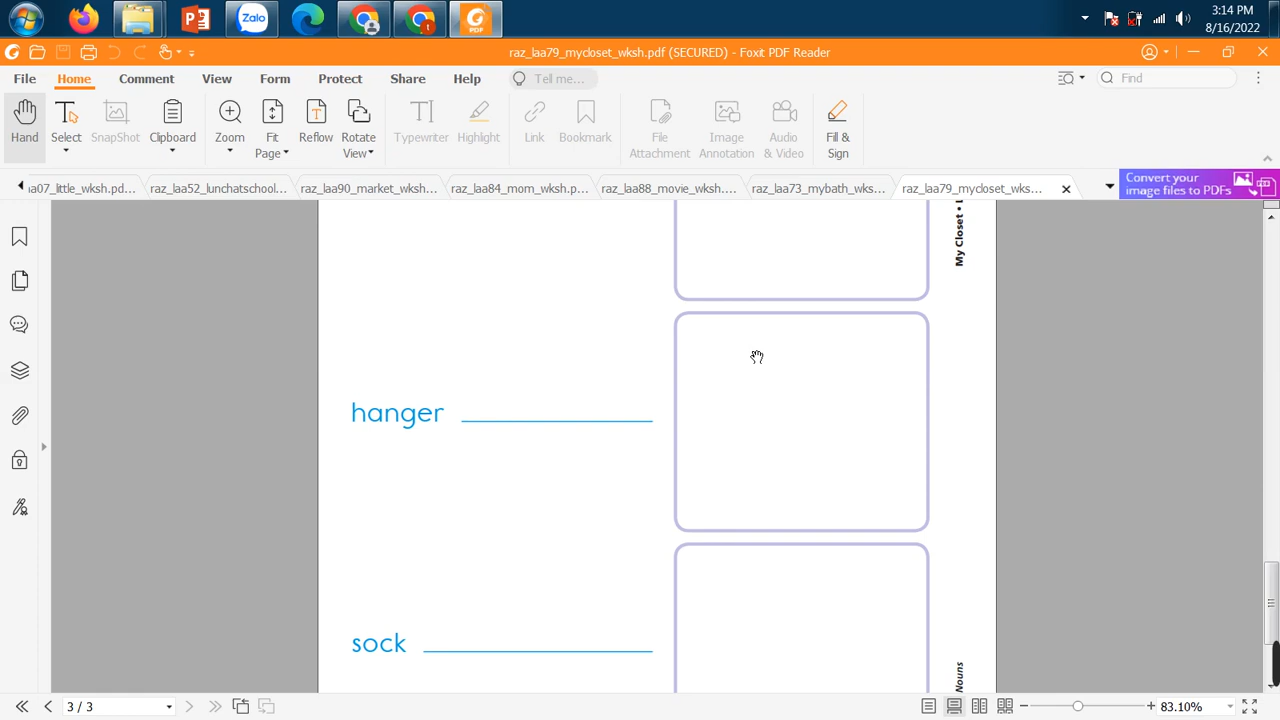 Zalo
PDF
3:14 PM
8/16/2022
raz_laa79_mycloset_wksh.pdf (SECURED) - Foxit PDF Reader
File Home Comment View Form Protect Share Help Tell me... Find
Hand Select SnapShot Clipboard Zoom Fit Page Reflow Rotate View Typewriter Highlight Link Bookmark File Attachment Image Annotation Audio & Video Fill & Sign
aa07_little_wksh.pd... raz_laa52_lunchatschool... raz_laa90_market_wksh... raz_laa84_mom_wksh.p... raz_laa88_movie_wksh.... raz_laa73_mybath_wks... raz_laa79_mycloset_wks...
Convert your
image files to PDFs
My Closet •
hanger
sock
Nouns
3 / 3
83.10%